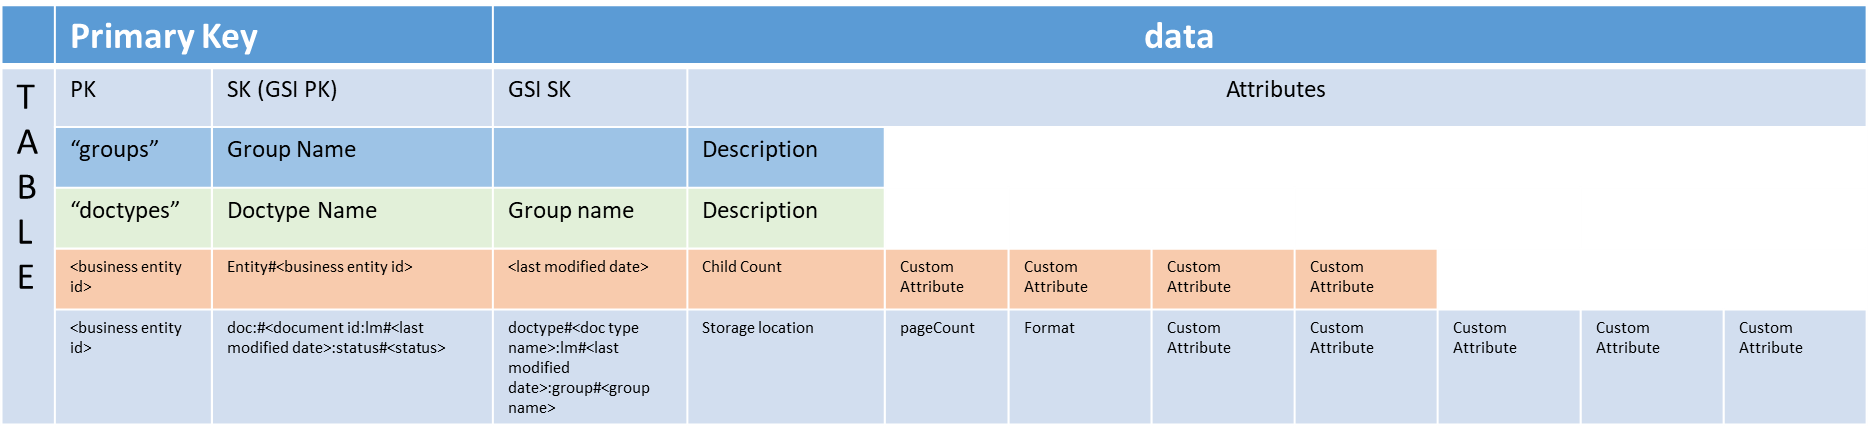 Primary Key
data
T
A
B
L
E
PK
SK (GSI PK)
GSI SK
Attributes
“groups”
Group Name
Description
“doctypes”
Doctype Name
Group name
Description
<business entity
id>
Entity#<business entity id>
<last modified date>
Child Count
Custom
Attribute
Custom
Attribute
Custom
Attribute
Custom
Attribute
<business entity
id>
doc:#<document id:lm#<last
modified date>:status#<status>
doctype#<doc type
name>:lm#<last
modified
date>:group#<group
name>
Storage location
pageCount
Format
Custom
Attribute
Custom
Attribute
Custom
Attribute
Custom
Attribute
Custom
Attribute